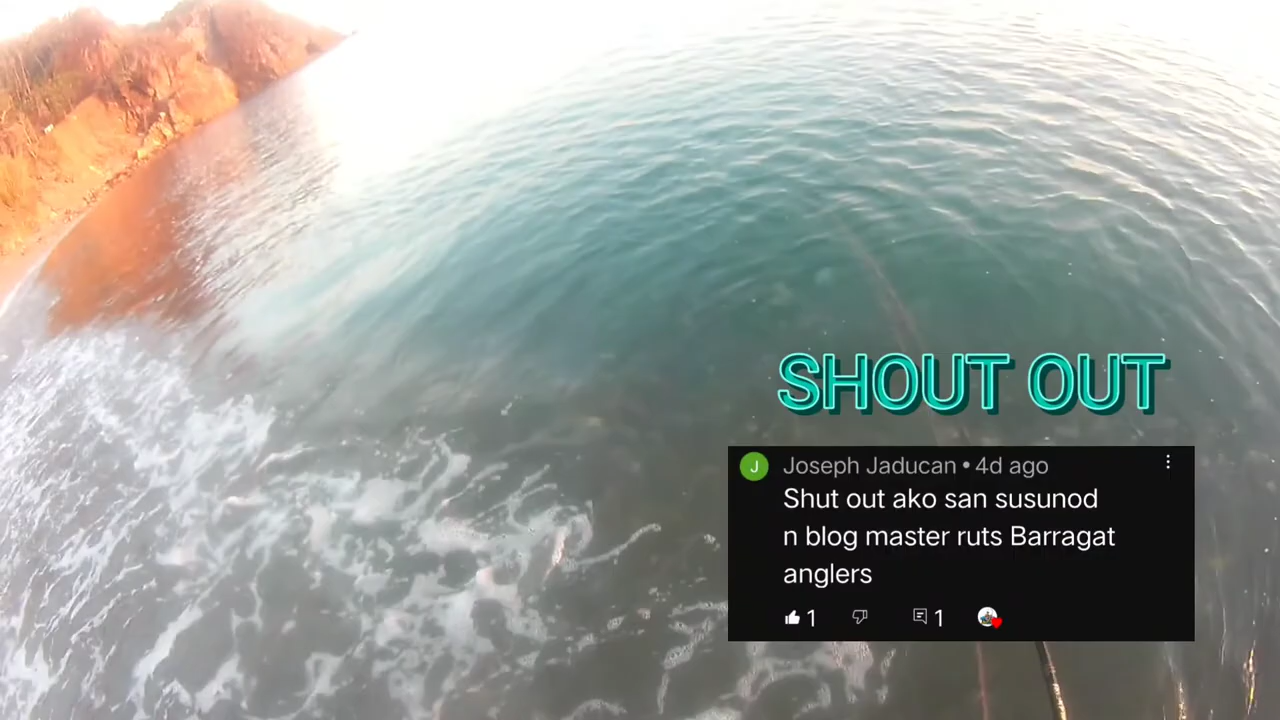 SHOUT OUT
J
Joseph Jaducan • 4d ago
Shut out ako san susunod
n blog master ruts Barragat
anglers
1
1